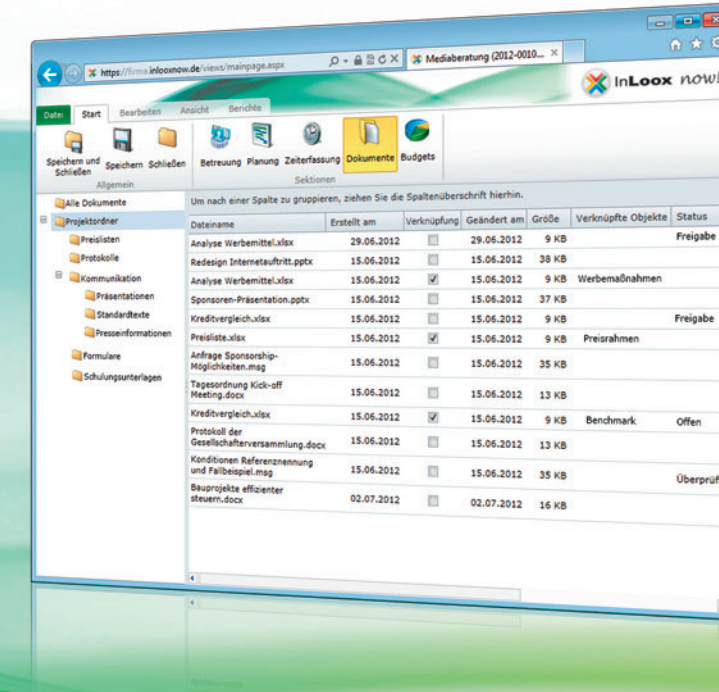 https://firma.inlooxnow.de/views/mainpage.aspx
Mediaberatung (2012-0010...
InLoox now!
Datei Start Bearbeiten Ansicht Berichte
Speichern und Schließen Speichern Schließen Betreuung Planung Zeiterfassung Dokumente Budgets
Allgemein Sektionen
Alle Dokumente
Projektordner
Preislisten
Protokolle
Kommunikation
Präsentationen
Standardtexte
Presseinformationen
Formulare
Schulungsunterlagen
Um nach einer Spalte zu gruppieren, ziehen Sie die Spaltenüberschrift hierhin.
Dateiname Erstellt am Verknüpfung Geändert am Größe Verknüpfte Objekte Status
Analyse Werbemittel.xlsx 29.06.2012 29.06.2012 9 KB Freigabe
Redesign Internetauftritt.pptx 15.06.2012 15.06.2012 38 KB
Analyse Werbemittel.xlsx 15.06.2012 15.06.2012 9 KB Werbemaßnahmen
Sponsoren-Präsentation.pptx 15.06.2012 15.06.2012 37 KB
Kreditvergleich.xlsx 15.06.2012 15.06.2012 9 KB Freigabe
Preisliste.xlsx 15.06.2012 15.06.2012 9 KB Preisrahmen
Anfrage Sponsorship-
Möglichkeiten.msg 15.06.2012 15.06.2012 35 KB
Tagesordnung Kick-off
Meeting.docx 15.06.2012 15.06.2012 13 KB
Kreditvergleich.xlsx 15.06.2012 15.06.2012 9 KB Benchmark Offen
Protokoll der
Gesellschafterversammlung.docx 15.06.2012 15.06.2012 13 KB
Konditionen Referenznennung
und Fallbeispiel.msg 15.06.2012 15.06.2012 35 KB Überprüf
Bauprojekte effizienter
steuern.docx 02.07.2012 02.07.2012 16 KB